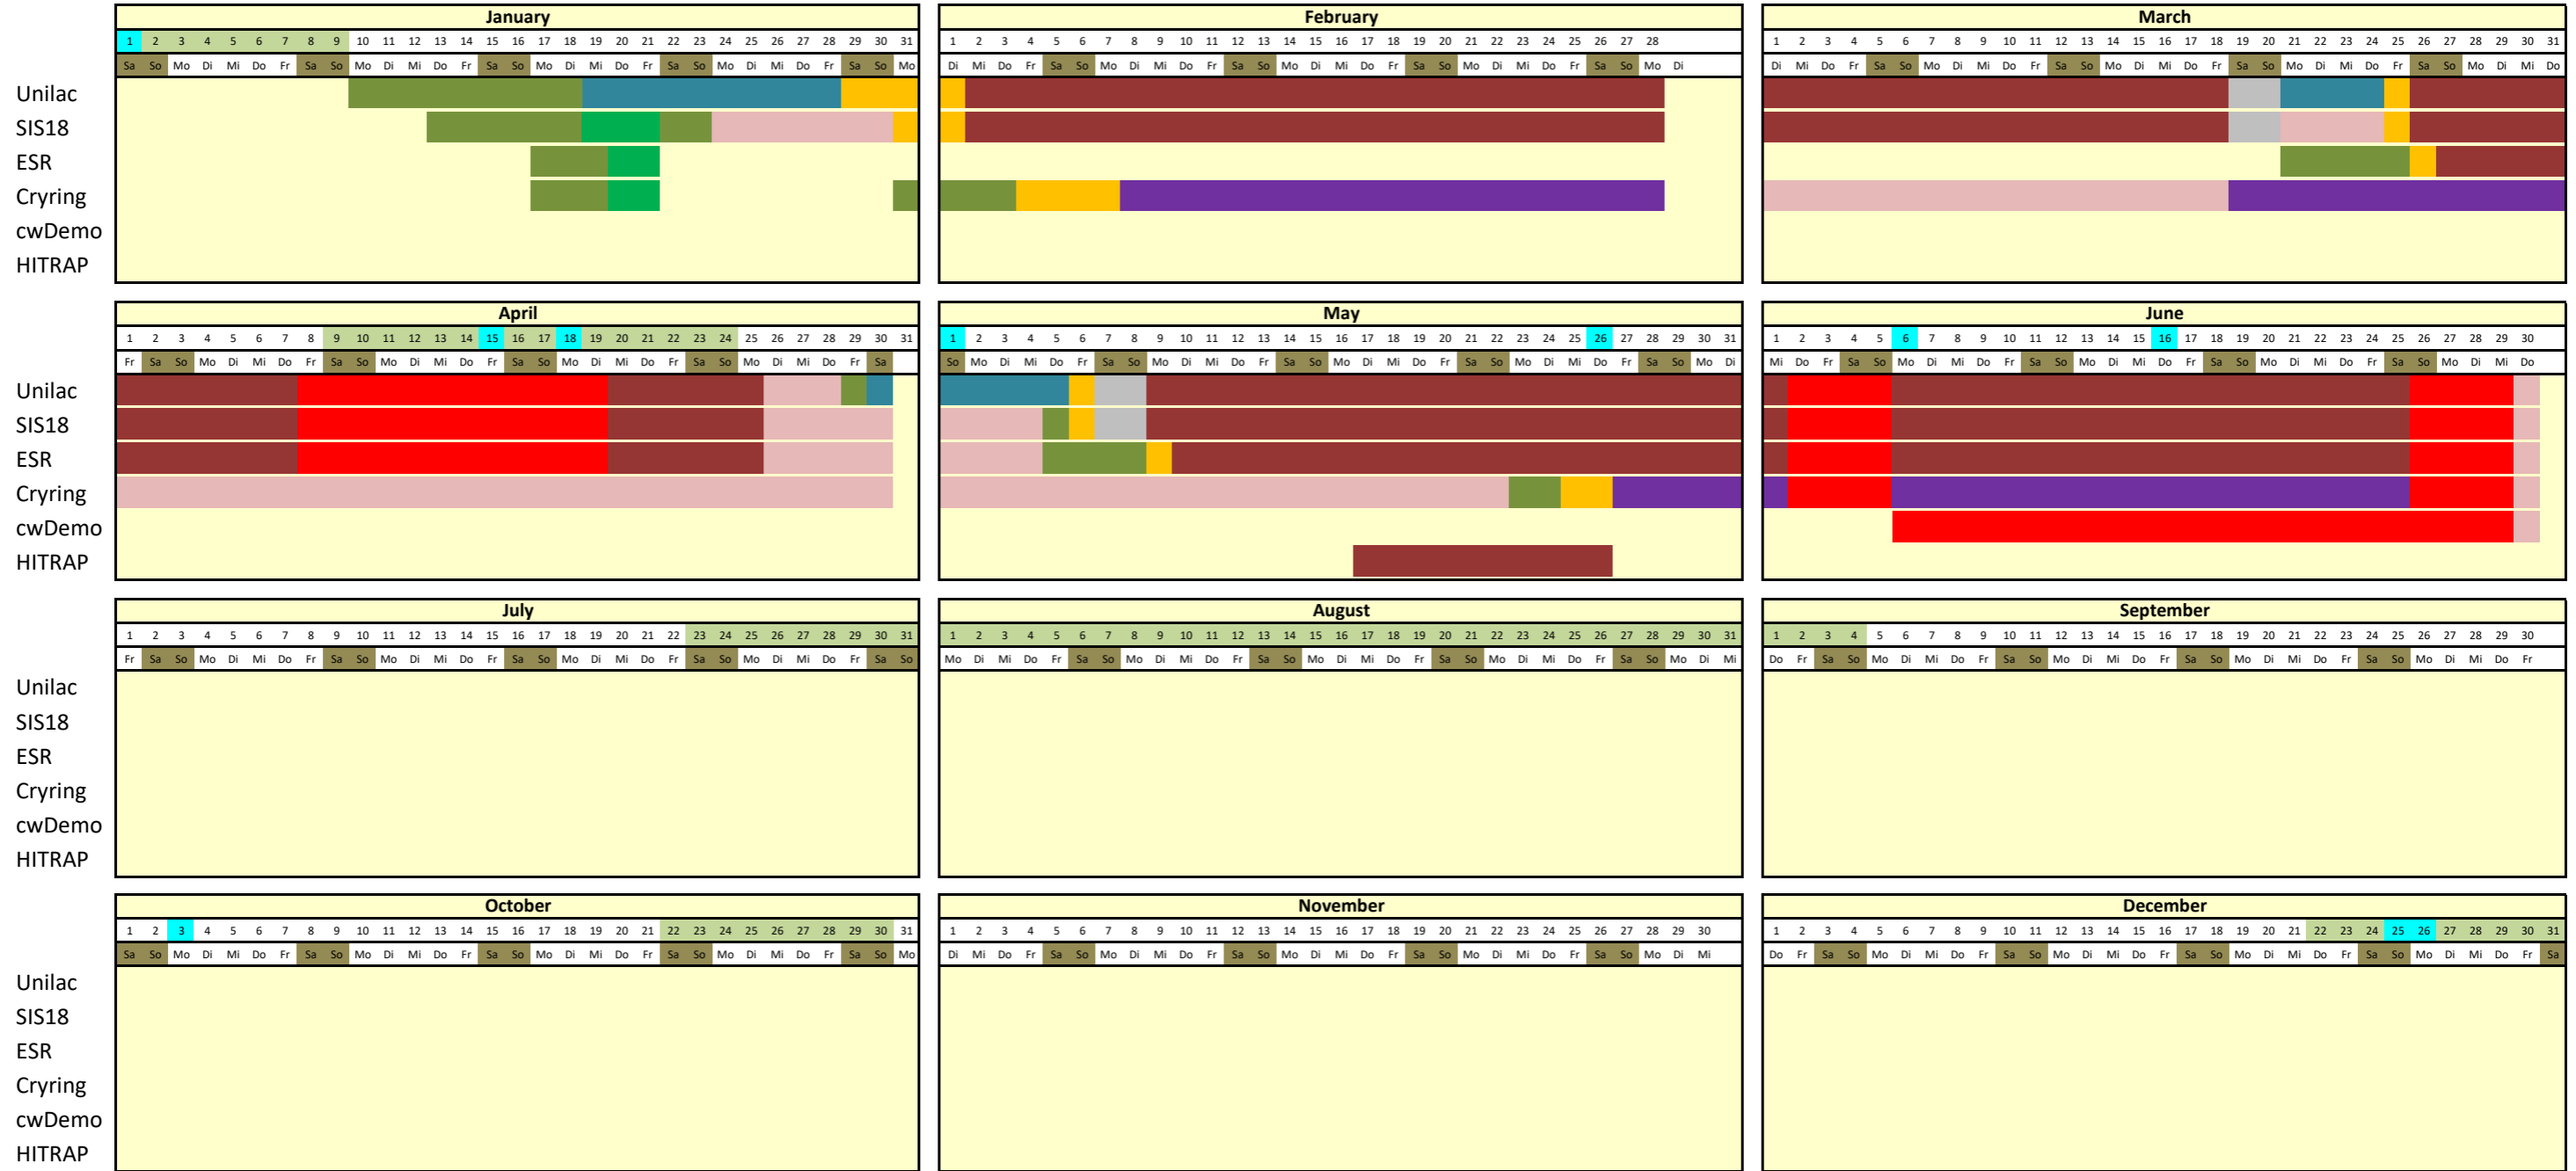 January February March
1 2 3 4 5 6 7 8 9 10 11 12 13 14 15 16 17 18 19 20 21 22 23 24 25 26 27 28 29 30 31 1 2 3 4 5 6 7 8 9 10 11 12 13 14 15 16 17 18 19 20 21 22 23 24 25 26 27 28 1 2 3 4 5 6 7 8 9 10 11 12 13 14 15 16 17 18 19 20 21 22 23 24 25 26 27 28 29 30 31
Sa So Mo Di Mi Do Fr Sa So Mo Di Mi Do Fr Sa So Mo Di Mi Do Fr Sa So Mo Di Mi Do Fr Sa So Mo Di Mi Do Fr Sa So Mo Di Mi Do Fr Sa So Mo Di Mi Do Fr Sa So Mo Di Mi Do Fr Sa So Mo Di Di Mi Do Fr Sa So Mo Di Mi Do Fr Sa So Mo Di Mi Do Fr Sa So Mo Di Mi Do Fr Sa So Mo Di Mi Do
Unilac
SIS18
ESR
Cryring
cwDemo
HITRAP
April May June
1 2 3 4 5 6 7 8 9 10 11 12 13 14 15 16 17 18 19 20 21 22 23 24 25 26 27 28 29 30 31 1 2 3 4 5 6 7 8 9 10 11 12 13 14 15 16 17 18 19 20 21 22 23 24 25 26 27 28 29 30 31 1 2 3 4 5 6 7 8 9 10 11 12 13 14 15 16 17 18 19 20 21 22 23 24 25 26 27 28 29 30
Fr Sa So Mo Di Mi Do Fr Sa So Mo Di Mi Do Fr Sa So Mo Di Mi Do Fr Sa So Mo Di Mi Do Fr Sa So Mo Di Mi Do Fr Sa So Mo Di Mi Do Fr Sa So Mo Di Mi Do Fr Sa So Mo Di Mi Do Fr Sa So Mo Di Mi Do Fr Sa So Mo Di Mi Do Fr Sa So Mo Di Mi Do Fr Sa So Mo Di Mi Do Fr Sa So Mo Di Mi Do
Unilac
SIS18
ESR
Cryring
cwDemo
HITRAP
July August September
1 2 3 4 5 6 7 8 9 10 11 12 13 14 15 16 17 18 19 20 21 22 23 24 25 26 27 28 29 30 31 1 2 3 4 5 6 7 8 9 10 11 12 13 14 15 16 17 18 19 20 21 22 23 24 25 26 27 28 29 30 31 1 2 3 4 5 6 7 8 9 10 11 12 13 14 15 16 17 18 19 20 21 22 23 24 25 26 27 28 29 30
Fr Sa So Mo Di Mi Do Fr Sa So Mo Di Mi Do Fr Sa So Mo Di Mi Do Fr Sa So Mo Di Mi Do Fr Sa So Mo Di Mi Do Fr Sa So Mo Di Mi Do Fr Sa So Mo Di Mi Do Fr Sa So Mo Di Mi Do Fr Sa So Mo Di Mi Do Fr Sa So Mo Di Mi Do Fr Sa So Mo Di Mi Do Fr Sa So Mo Di Mi Do Fr Sa So Mo Di Mi Do Fr
Unilac
SIS18
ESR
Cryring
cwDemo
HITRAP
October November December
1 2 3 4 5 6 7 8 9 10 11 12 13 14 15 16 17 18 19 20 21 22 23 24 25 26 27 28 29 30 31 1 2 3 4 5 6 7 8 9 10 11 12 13 14 15 16 17 18 19 20 21 22 23 24 25 26 27 28 29 30 1 2 3 4 5 6 7 8 9 10 11 12 13 14 15 16 17 18 19 20 21 22 23 24 25 26 27 28 29 30 31
Sa So Mo Di Mi Do Fr Sa So Mo Di Mi Do Fr Sa So Mo Di Mi Do Fr Sa So Mo Di Mi Do Fr Sa So Mo Di Mi Do Fr Sa So Mo Di Mi Do Fr Sa So Mo Di Mi Do Fr Sa So Mo Di Mi Do Fr Sa So Mo Di Mi Do Fr Sa So Mo Di Mi Do Fr Sa So Mo Di Mi Do Fr Sa So Mo Di Mi Do Fr Sa So Mo Di Mi Do Fr Sa
Unilac
SIS18
ESR
Cryring
cwDemo
HITRAP